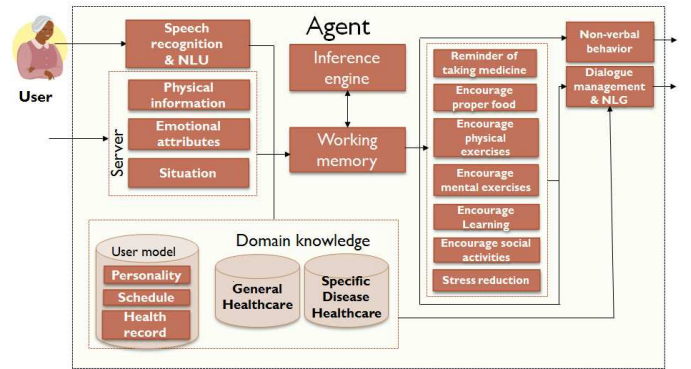 Agent
User
Speech
recognition
& NLU
Server
Physical
information
Emotional
attributes
Situation
Inference
engine
Working
memory
Reminder of
taking medicine
Encourage
proper food
Encourage
physical
exercises
Encourage
mental exercises
Encourage
Learning
Encourage social
activities
Stress reduction
Non-verbal
behavior
Dialogue
management
& NLG
User model
Personality
Schedule
Health
record
Domain knowledge
General
Healthcare
Specific
Disease
Healthcare